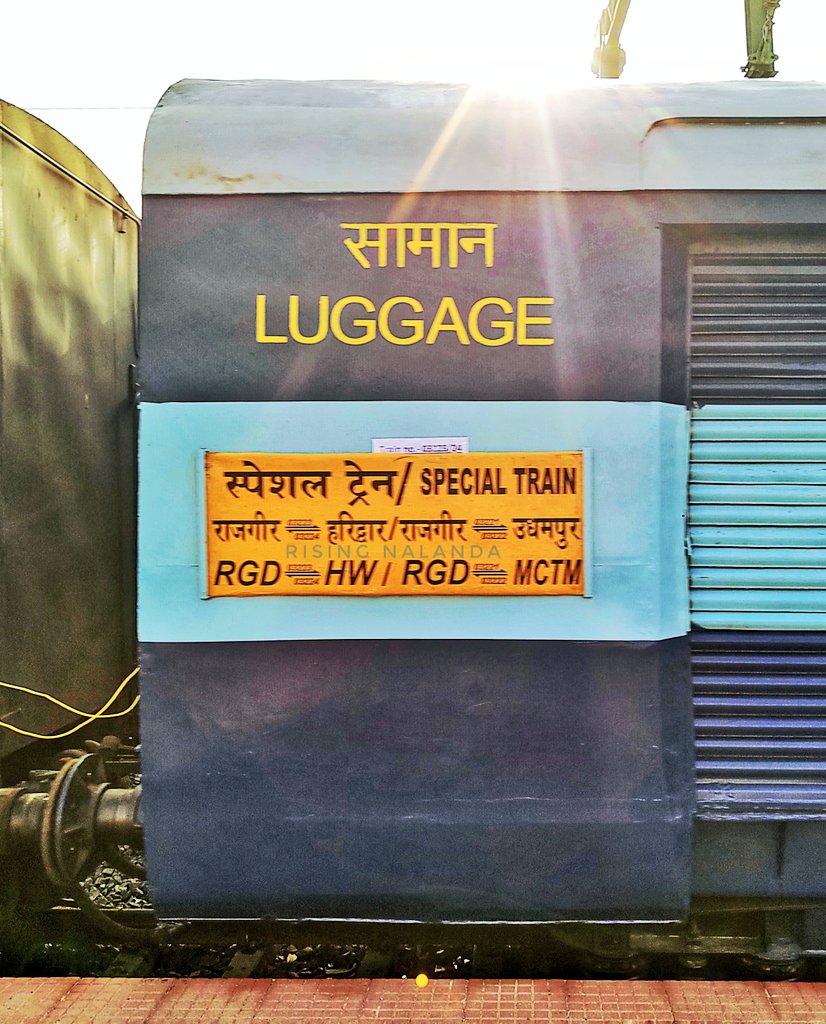 सामान
LUGGAGE
स्पेशल ट्रेन/ SPECIAL TRAIN
राजगीर हरिद्वार/राजगीर उधमपुर
RISING NALANDA
RGD HW / RGD MCTM